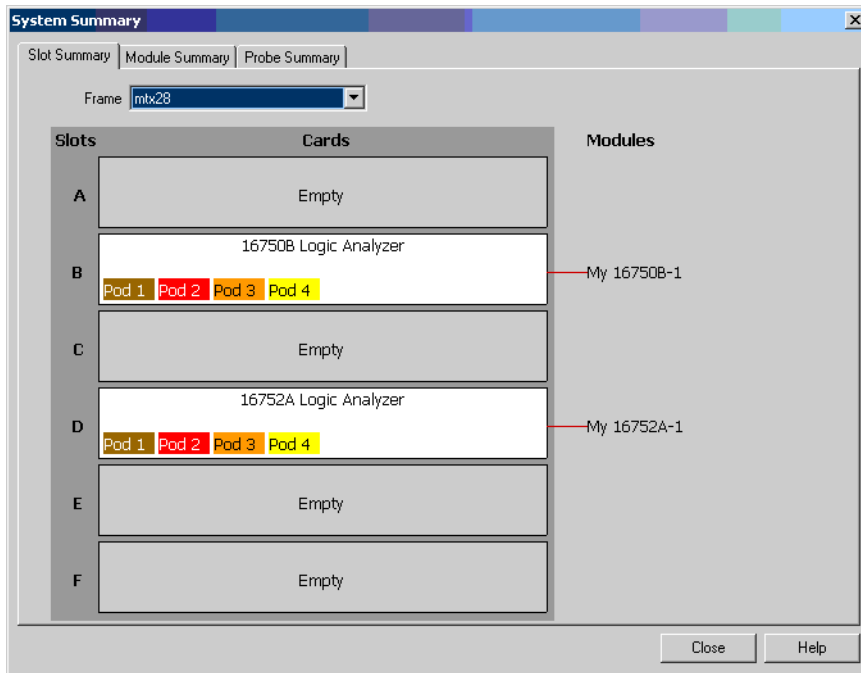 System Summary
Slot Summary Module Summary Probe Summary
Frame mtx28
Slots Cards Modules
A Empty
16750B Logic Analyzer
B My 16750B-1
Pod 1 Pod 2 Pod 3 Pod 4
C Empty
16752A Logic Analyzer
D My 16752A-1
Pod 1 Pod 2 Pod 3 Pod 4
E Empty
F Empty
Close Help